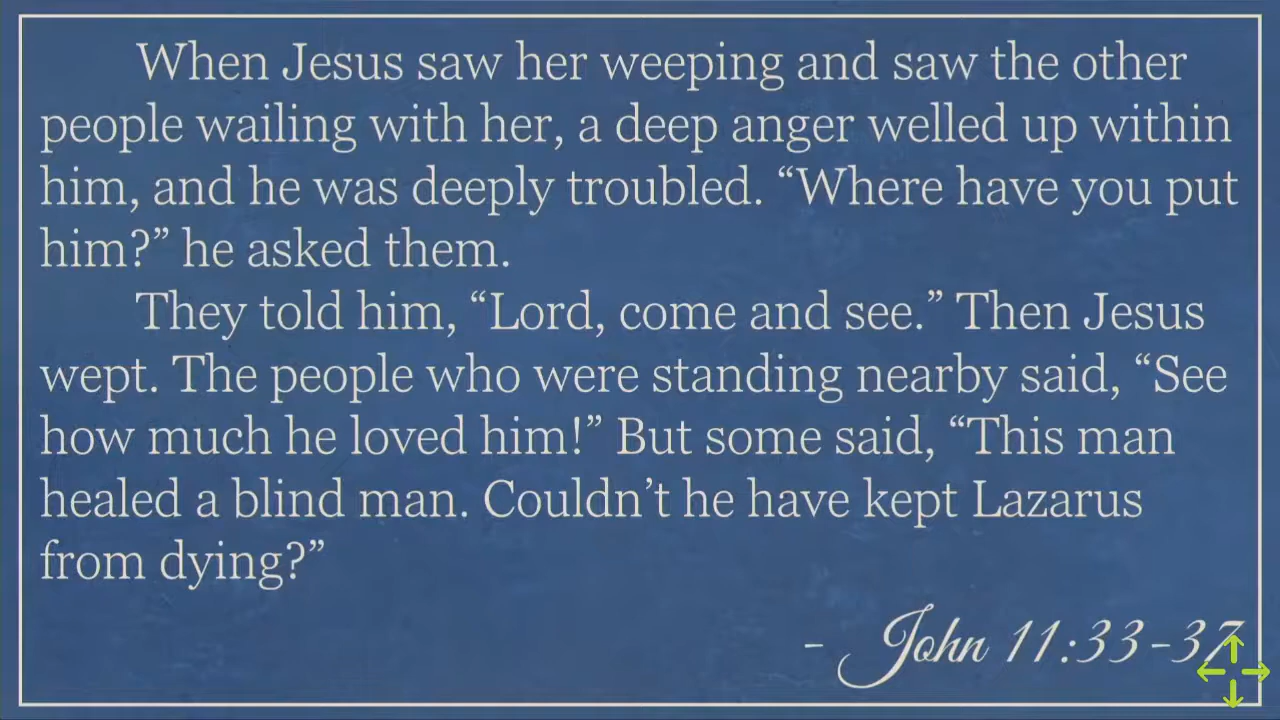 When Jesus saw her weeping and saw the other
people wailing with her, a deep anger welled up within
him, and he was deeply troubled. “Where have you put
him?” he asked them.
They told him, “Lord, come and see.” Then Jesus
wept. The people who were standing nearby said, “See
how much he loved him!” But some said, “This man
healed a blind man. Couldn’t he have kept Lazarus
from dying?”
- John 11:33-37